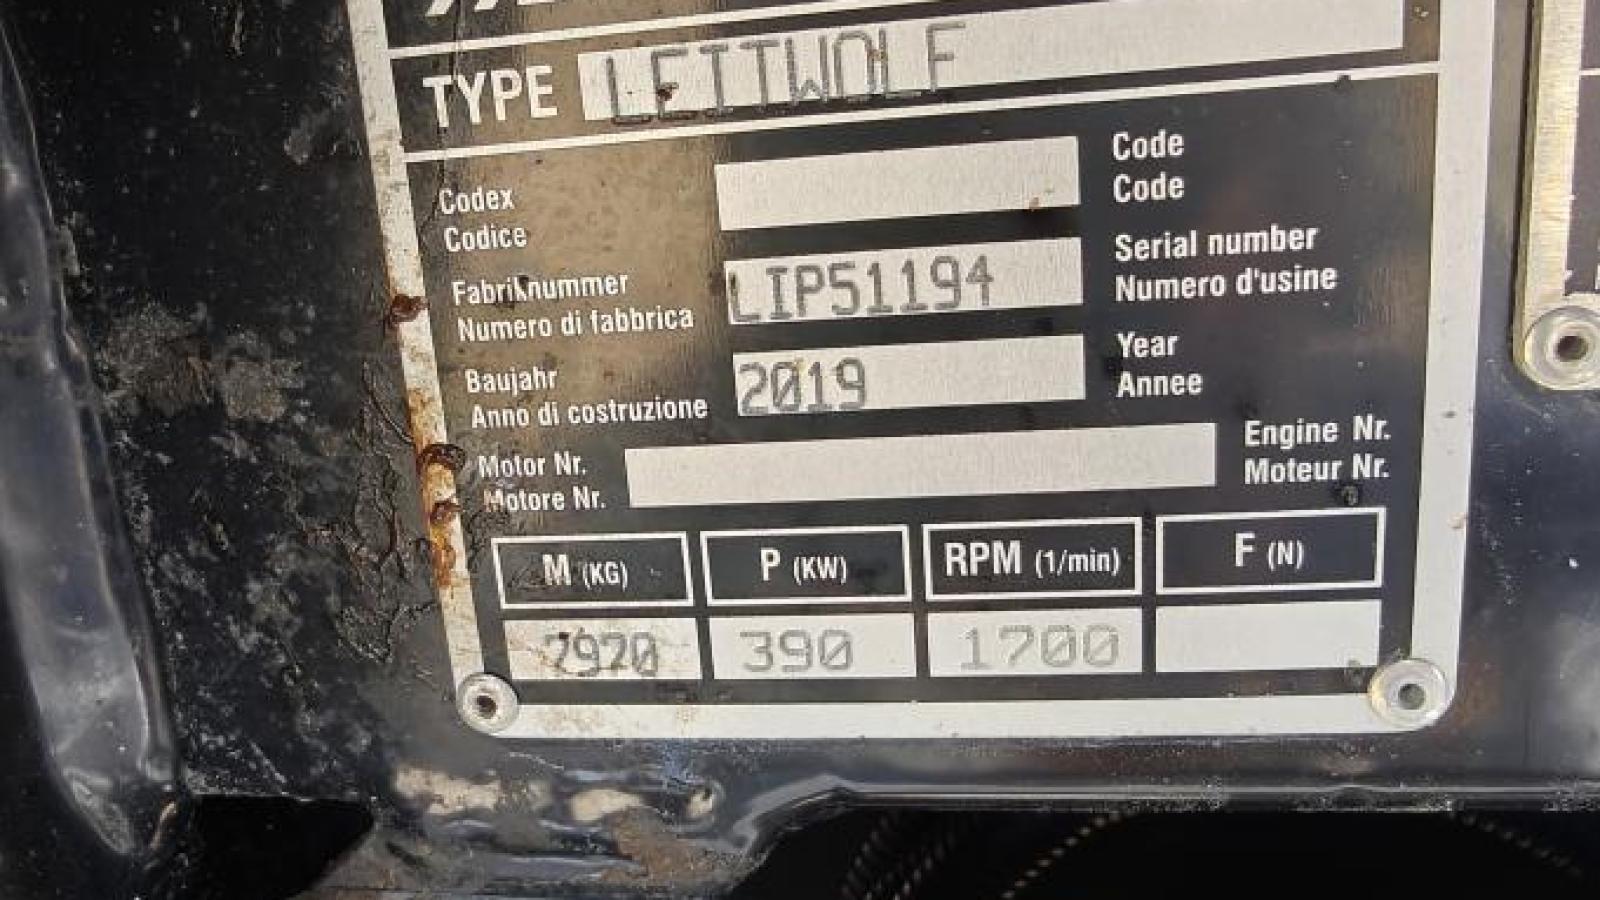 TYPE LEITWOLF
Codex Code
Codice Code
Fabriknummer LIP51194 Serial number
Numero di fabbrica Numero d'usine
Baujahr 2019 Year
Anno di costruzione Annee
Motor Nr. Engine Nr.
Motore Nr. Moteur Nr.
M (KG) P (KW) RPM (1/min) F (N)
7970 390 1700